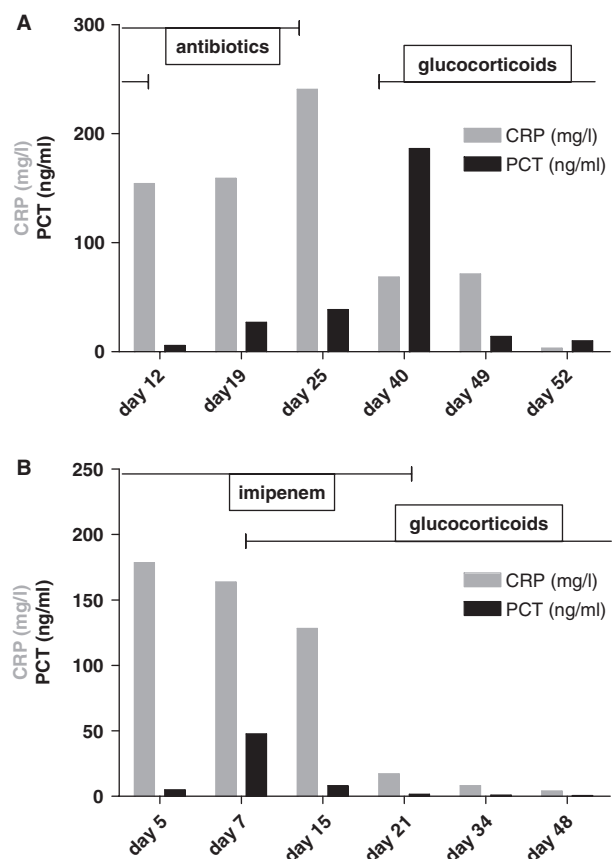 A
300
antibiotics
glucocorticoids
200
CRP (mg/l)
PCT (ng/ml)
CRP (mg/l)
PCT (ng/ml)
100
0
day 12
day19
day 25
day 40
day 49
day 52
B
250
imipenem
200
glucocorticoids
CRP (mg/l)
PCT (ng/ml)
150
CRP (mg/l)
PCT (ng/ml)
100
50
0
day 5
day 7
day 15
day 21
day 34
day 48